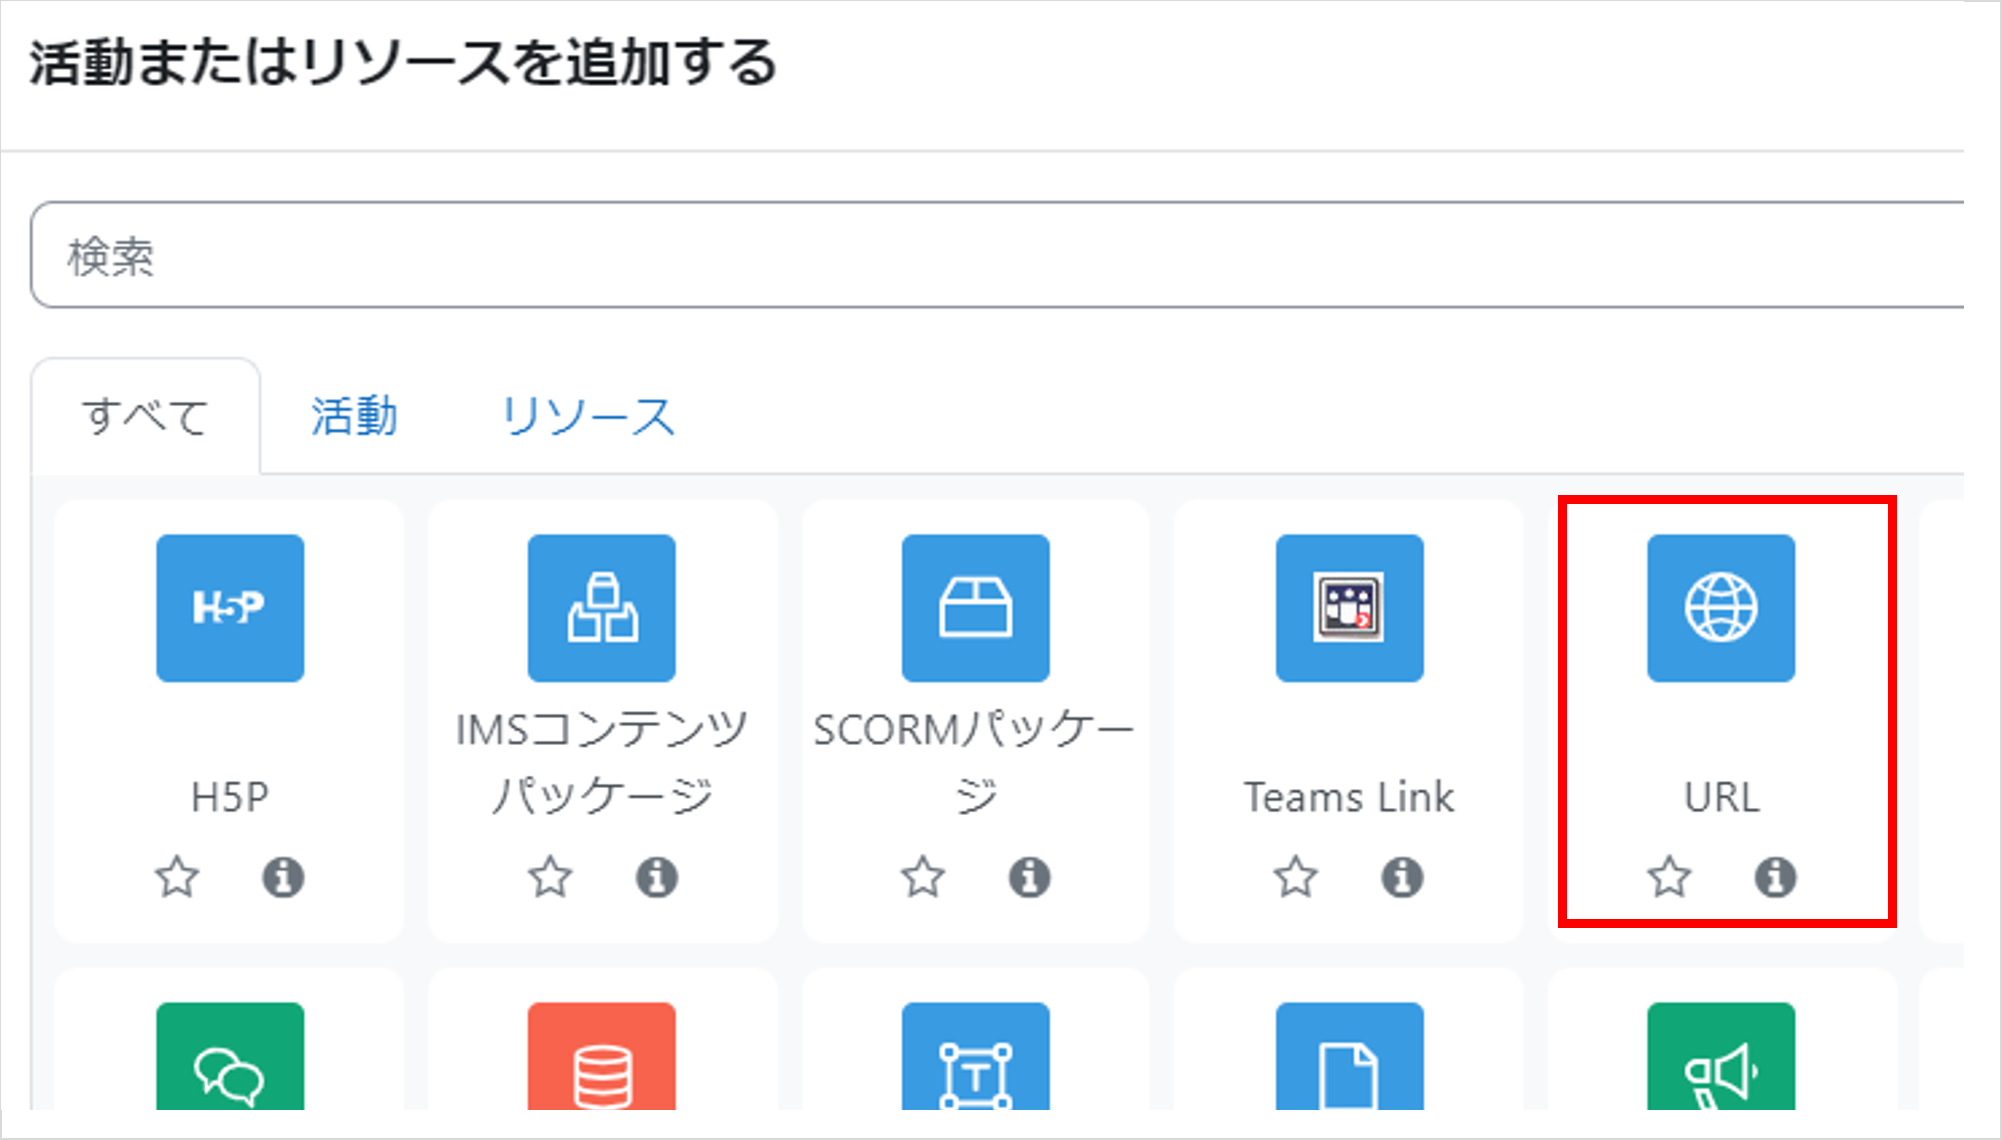 活動またはリソースを追加する
検索
すべて 活動 リソース
H5P
H5P
IMSコンテンツ
パッケージ
SCORMパッケー
ジ
Teams Link
URL
T